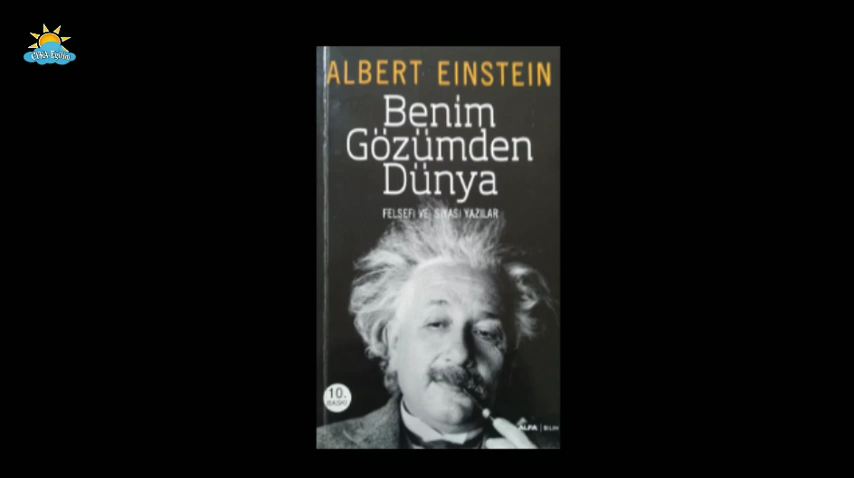 ALBERT EINSTEIN
Benim
Gözümden
Dünya
FELSEFİ VE SİYASİ YAZILAR
10.
BASKI
ALFA | BİLİM